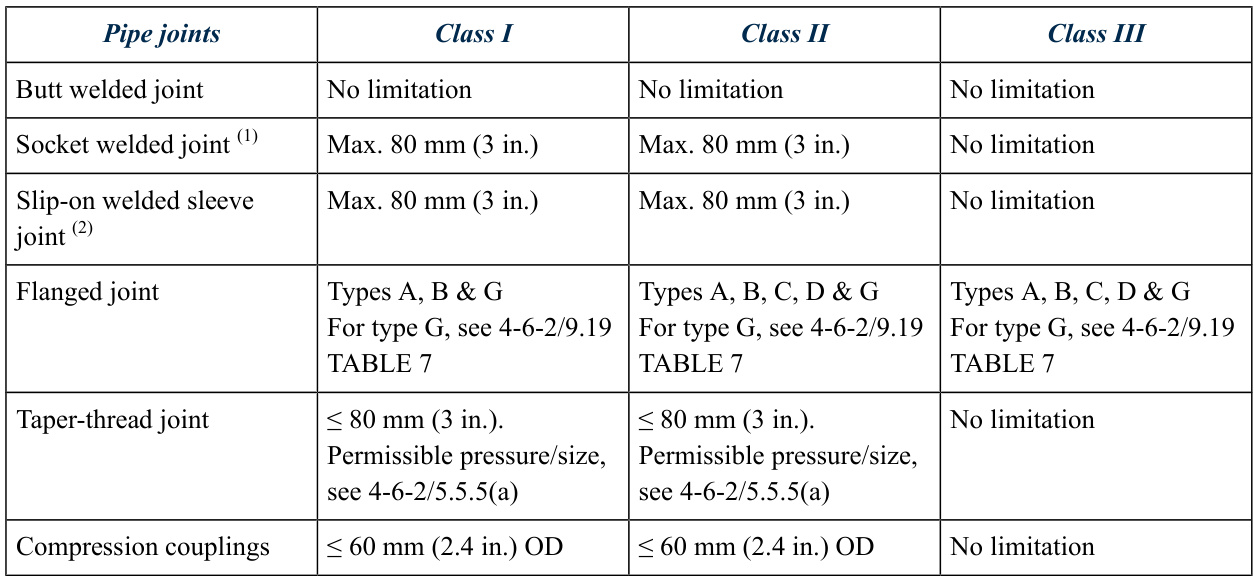 Pipe joints Class I Class II Class III
Butt welded joint No limitation No limitation No limitation
Socket welded joint (1) Max. 80 mm (3 in.) Max. 80 mm (3 in.) No limitation
Slip-on welded sleeve Max. 80 mm (3 in.) Max. 80 mm (3 in.) No limitation
joint (2)
Flanged joint Types A, B & G Types A, B, C, D & G Types A, B, C, D & G
For type G, see 4-6-2/9.19 For type G, see 4-6-2/9.19 For type G, see 4-6-2/9.19
TABLE 7 TABLE 7 TABLE 7
Taper-thread joint ≤ 80 mm (3 in.). ≤ 80 mm (3 in.). No limitation
Permissible pressure/size, Permissible pressure/size,
see 4-6-2/5.5.5(a) see 4-6-2/5.5.5(a)
Compression couplings ≤ 60 mm (2.4 in.) OD ≤ 60 mm (2.4 in.) OD No limitation